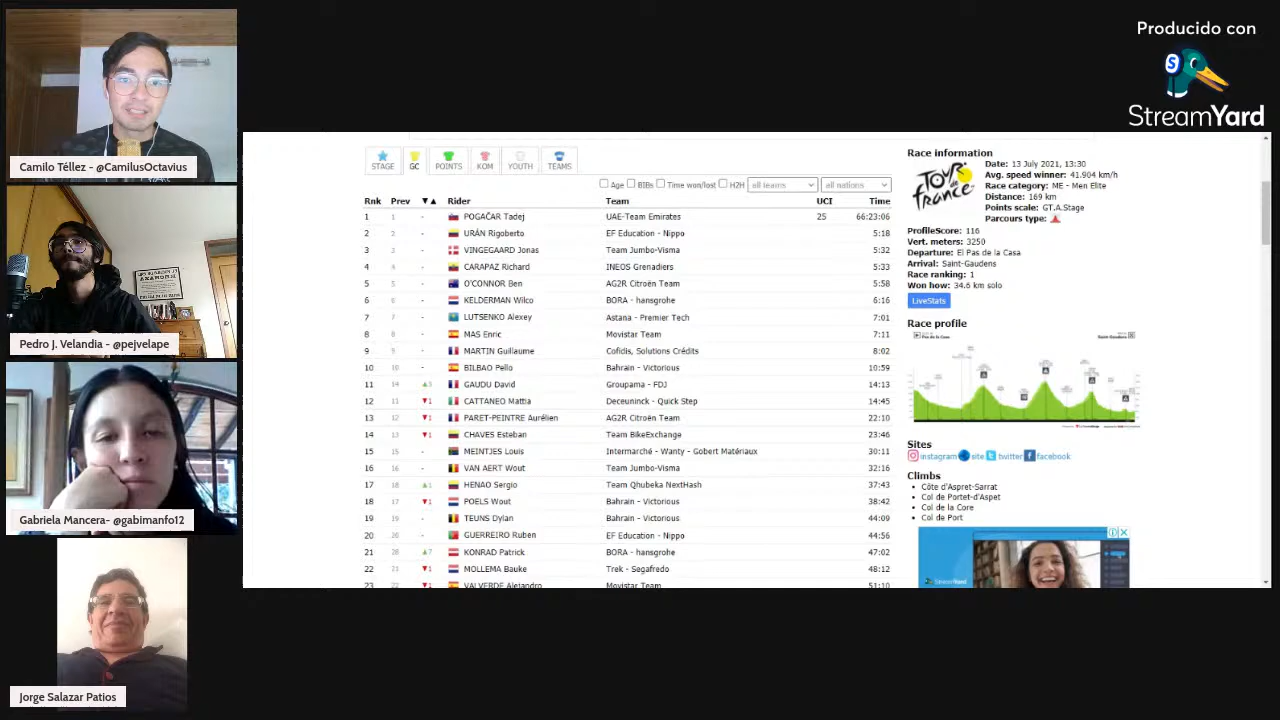 Producido con
StreamYard
Camilo Téllez - @CamilusOctavius
Pedro J. Velandia - @pejvelape
Gabriela Mancera- @gabimanfo12
Jorge Salazar Patios
STAGE GC POINTS KOM YOUTH TEAMS
Age BIBs Time won/lost H2H all teams all nations
Rnk Prev ▼▲ Rider Team UCI Time
1 1 - POGAČAR Tadej UAE-Team Emirates 25 66:23:06
2 2 - URÁN Rigoberto EF Education - Nippo 5:18
3 3 - VINGEGAARD Jonas Team Jumbo-Visma 5:32
4 4 - CARAPAZ Richard INEOS Grenadiers 5:33
5 5 - O'CONNOR Ben AG2R Citroën Team 5:58
6 6 - KELDERMAN Wilco BORA - hansgrohe 6:16
7 7 - LUTSENKO Alexey Astana - Premier Tech 7:01
8 8 - MAS Enric Movistar Team 7:11
9 9 - MARTIN Guillaume Cofidis, Solutions Crédits 8:02
10 10 - BILBAO Pello Bahrain - Victorious 10:59
11 14 ▲3 GAUDU David Groupama - FDJ 14:13
12 11 ▼1 CATTANEO Mattia Deceuninck - Quick Step 14:45
13 12 ▼1 PARET-PEINTRE Aurélien AG2R Citroën Team 22:10
14 13 ▼1 CHAVES Esteban Team BikeExchange 23:46
15 15 - MEINTJES Louis Intermarché - Wanty - Gobert Matériaux 30:11
16 16 - VAN AERT Wout Team Jumbo-Visma 32:16
17 18 ▲1 HENAO Sergio Team Qhubeka NextHash 37:43
18 17 ▼1 POELS Wout Bahrain - Victorious 38:42
19 19 - TEUNS Dylan Bahrain - Victorious 44:09
20 20 - GUERREIRO Ruben EF Education - Nippo 44:56
21 28 ▲7 KONRAD Patrick BORA - hansgrohe 47:02
22 21 ▼1 MOLLEMA Bauke Trek - Segafredo 48:12
23 22 ▼1 VALVERDE Alejandro Movistar Team 51:10
Race information
TOUR de france
Date: 13 July 2021, 13:30
Avg. speed winner: 41.904 km/h
Race category: ME - Men Elite
Distance: 169 km
Points scale: GT.A.Stage
Parcours type:
ProfileScore: 116
Vert. meters: 3250
Departure: El Pas de la Casa
Arrival: Saint-Gaudens
Race ranking: 1
Won how: 34.6 km solo
LiveStats
Race profile
Sites
instagram site twitter facebook
Climbs
Côte d'Aspret-Sarrat
Col de Portet-d'Aspet
Col de la Core
Col de Port
StreamYard